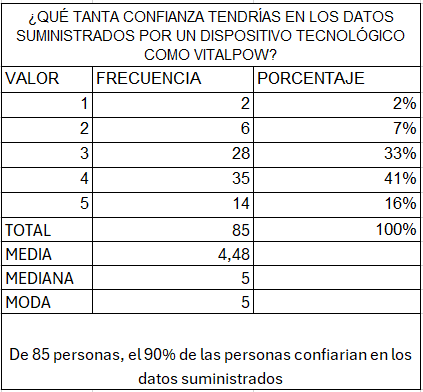 ¿QUÉ TANTA CONFIANZA TENDRÍAS EN LOS DATOS
SUMINISTRADOS POR UN DISPOSITIVO TECNOLÓGICO
COMO VITALPOW?
VALOR FRECUENCIA PORCENTAJE
1 2 2%
2 6 7%
3 28 33%
4 35 41%
5 14 16%
TOTAL 85 100%
MEDIA 4,48
MEDIANA 5
MODA 5
De 85 personas, el 90% de las personas confiarian en los
datos suministrados